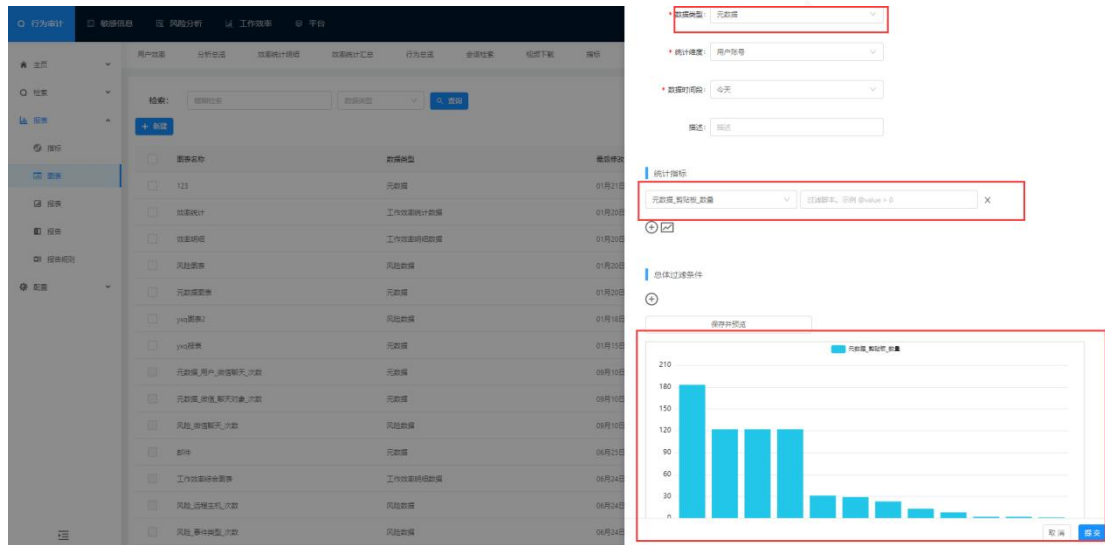 行为审计 敏感信息 风险分析 工作效率 平台
主页
检索
报表
指标
图表
报表
报告
报告规则
配置
用户效率 分析总览 效率统计明细 效率统计汇总 行为总览 会话检索 视频下载 指标
检索: 模糊检索 数据类型 查询
+ 新建
图表名称 数据类型 最后修改
123 元数据 01月21日
效率统计 工作效率统计数据 01月20日
效率明细 工作效率明细数据 01月20日
风险图表 风险数据 01月20日
元数据图表 元数据 01月20日
ysq图表2 风险数据 01月18日
ysq报表 元数据 01月15日
元数据_用户_微信聊天_次数 元数据 09月10日
元数据_微信_聊天对象_次数 元数据 09月10日
风险_微信聊天_次数 风险数据 09月10日
邮件 元数据 06月25日
工作效率综合图表 工作效率明细数据 06月24日
风险_远程主机_次数 风险数据 06月24日
风险_事件类型_次数 风险数据 06月24日
* 数据类型: 元数据
* 统计维度: 用户账号
* 数据时间段: 今天
描述: 描述
统计指标
元数据_剪贴板_数量 过滤脚本。示例 @value > 0 X
总体过滤条件
保存并预览
元数据_剪贴板_数量
210
180
150
120
90
60
30
0
取 消 提 交